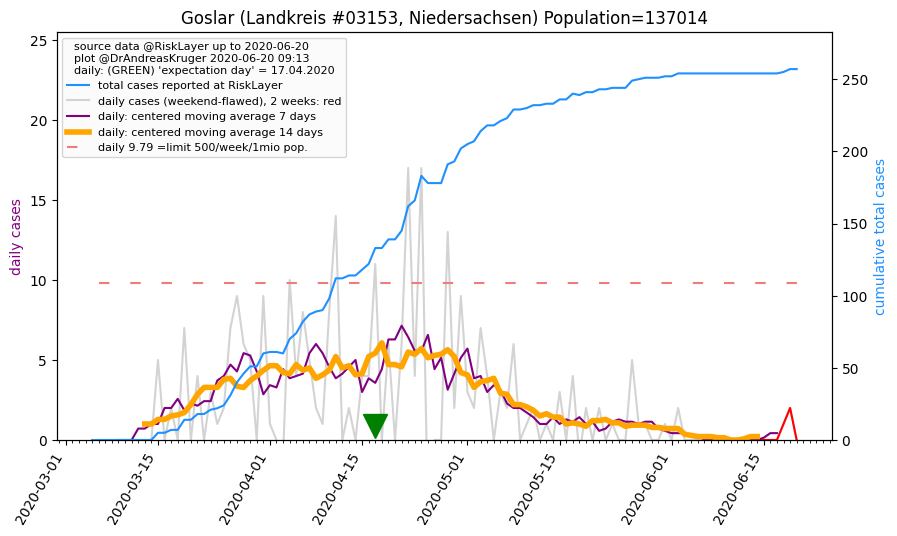 Goslar (Landkreis #03153, Niedersachsen) Population=137014
source data @RiskLayer up to 2020-06-20
plot @DrAndreasKruger 2020-06-20 09:13
daily: (GREEN) 'expectation day' = 17.04.2020
total cases reported at RiskLayer
daily cases (weekend-flawed), 2 weeks: red
daily: centered moving average 7 days
daily: centered moving average 14 days
daily 9.79 =limit 500/week/1mio pop.
daily cases
25
20
15
10
5
0
cumulative total cases
250
200
150
100
50
0
2020-03-01
2020-03-15
2020-04-01
2020-04-15
2020-05-01
2020-05-15
2020-06-01
2020-06-15